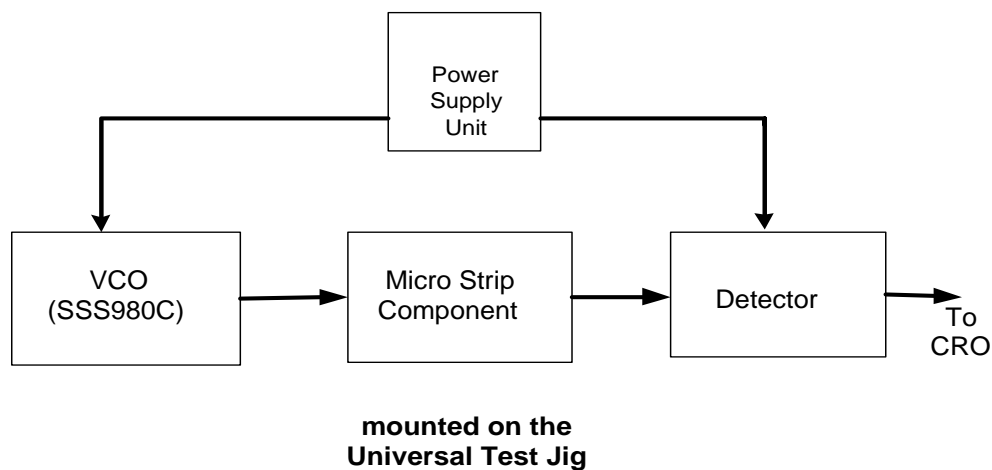 Power
Supply
Unit
VCO
(SSS980C)
Micro Strip
Component
Detector
To
CRO
mounted on the
Universal Test Jig